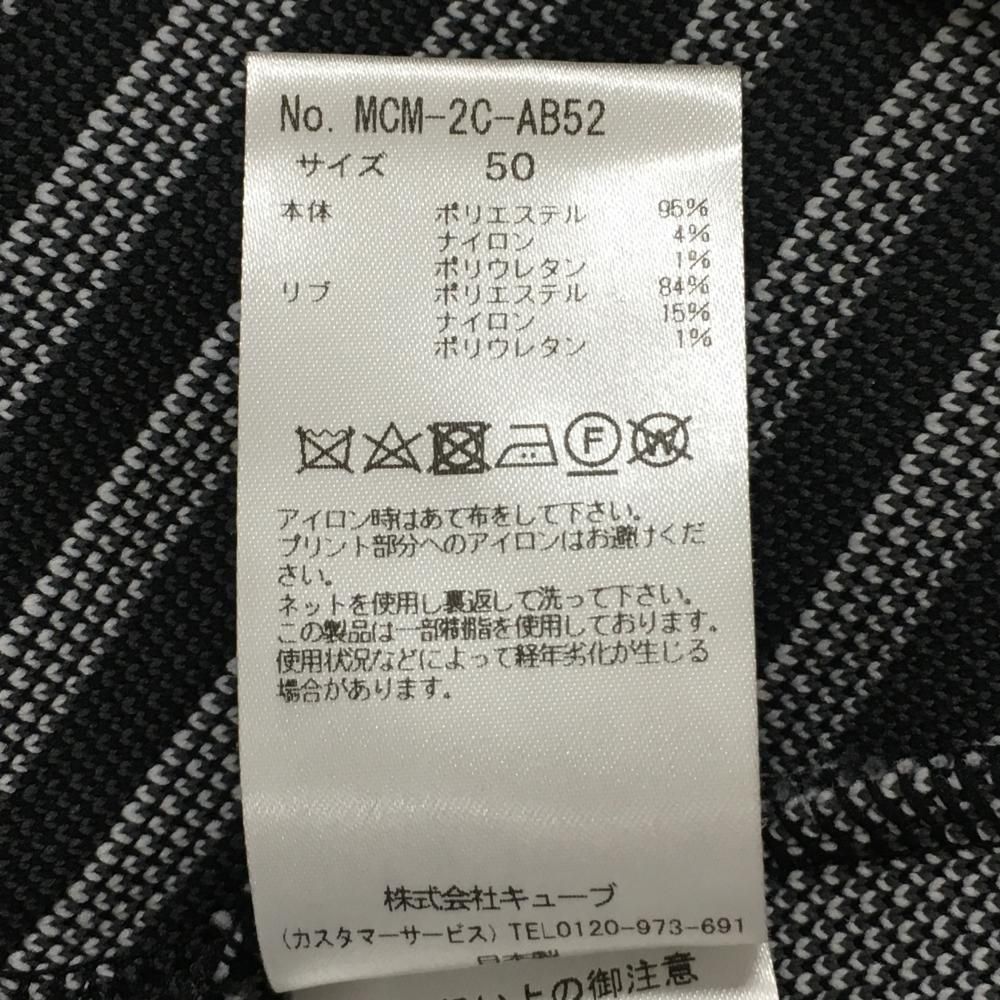 No. MCM-2C-AB52
サイズ 50
本体 ポリエステル 95%
ナイロン 4%
ポリウレタン 1%
リブ ポリエステル 84%
ナイロン 15%
ポリウレタン 1%
F W
アイロン時はあて布をして下さい。
プリント部分へのアイロンはお避けくだ
さい。
ネットを使用し裏返して洗って下さい。
この製品は一部樹脂を使用しております。
使用状況などによって経年劣化が生じる
場合があります。
株式会社キューブ
(カスタマーサービス) TEL0120-973-691
日本製
上の御注意